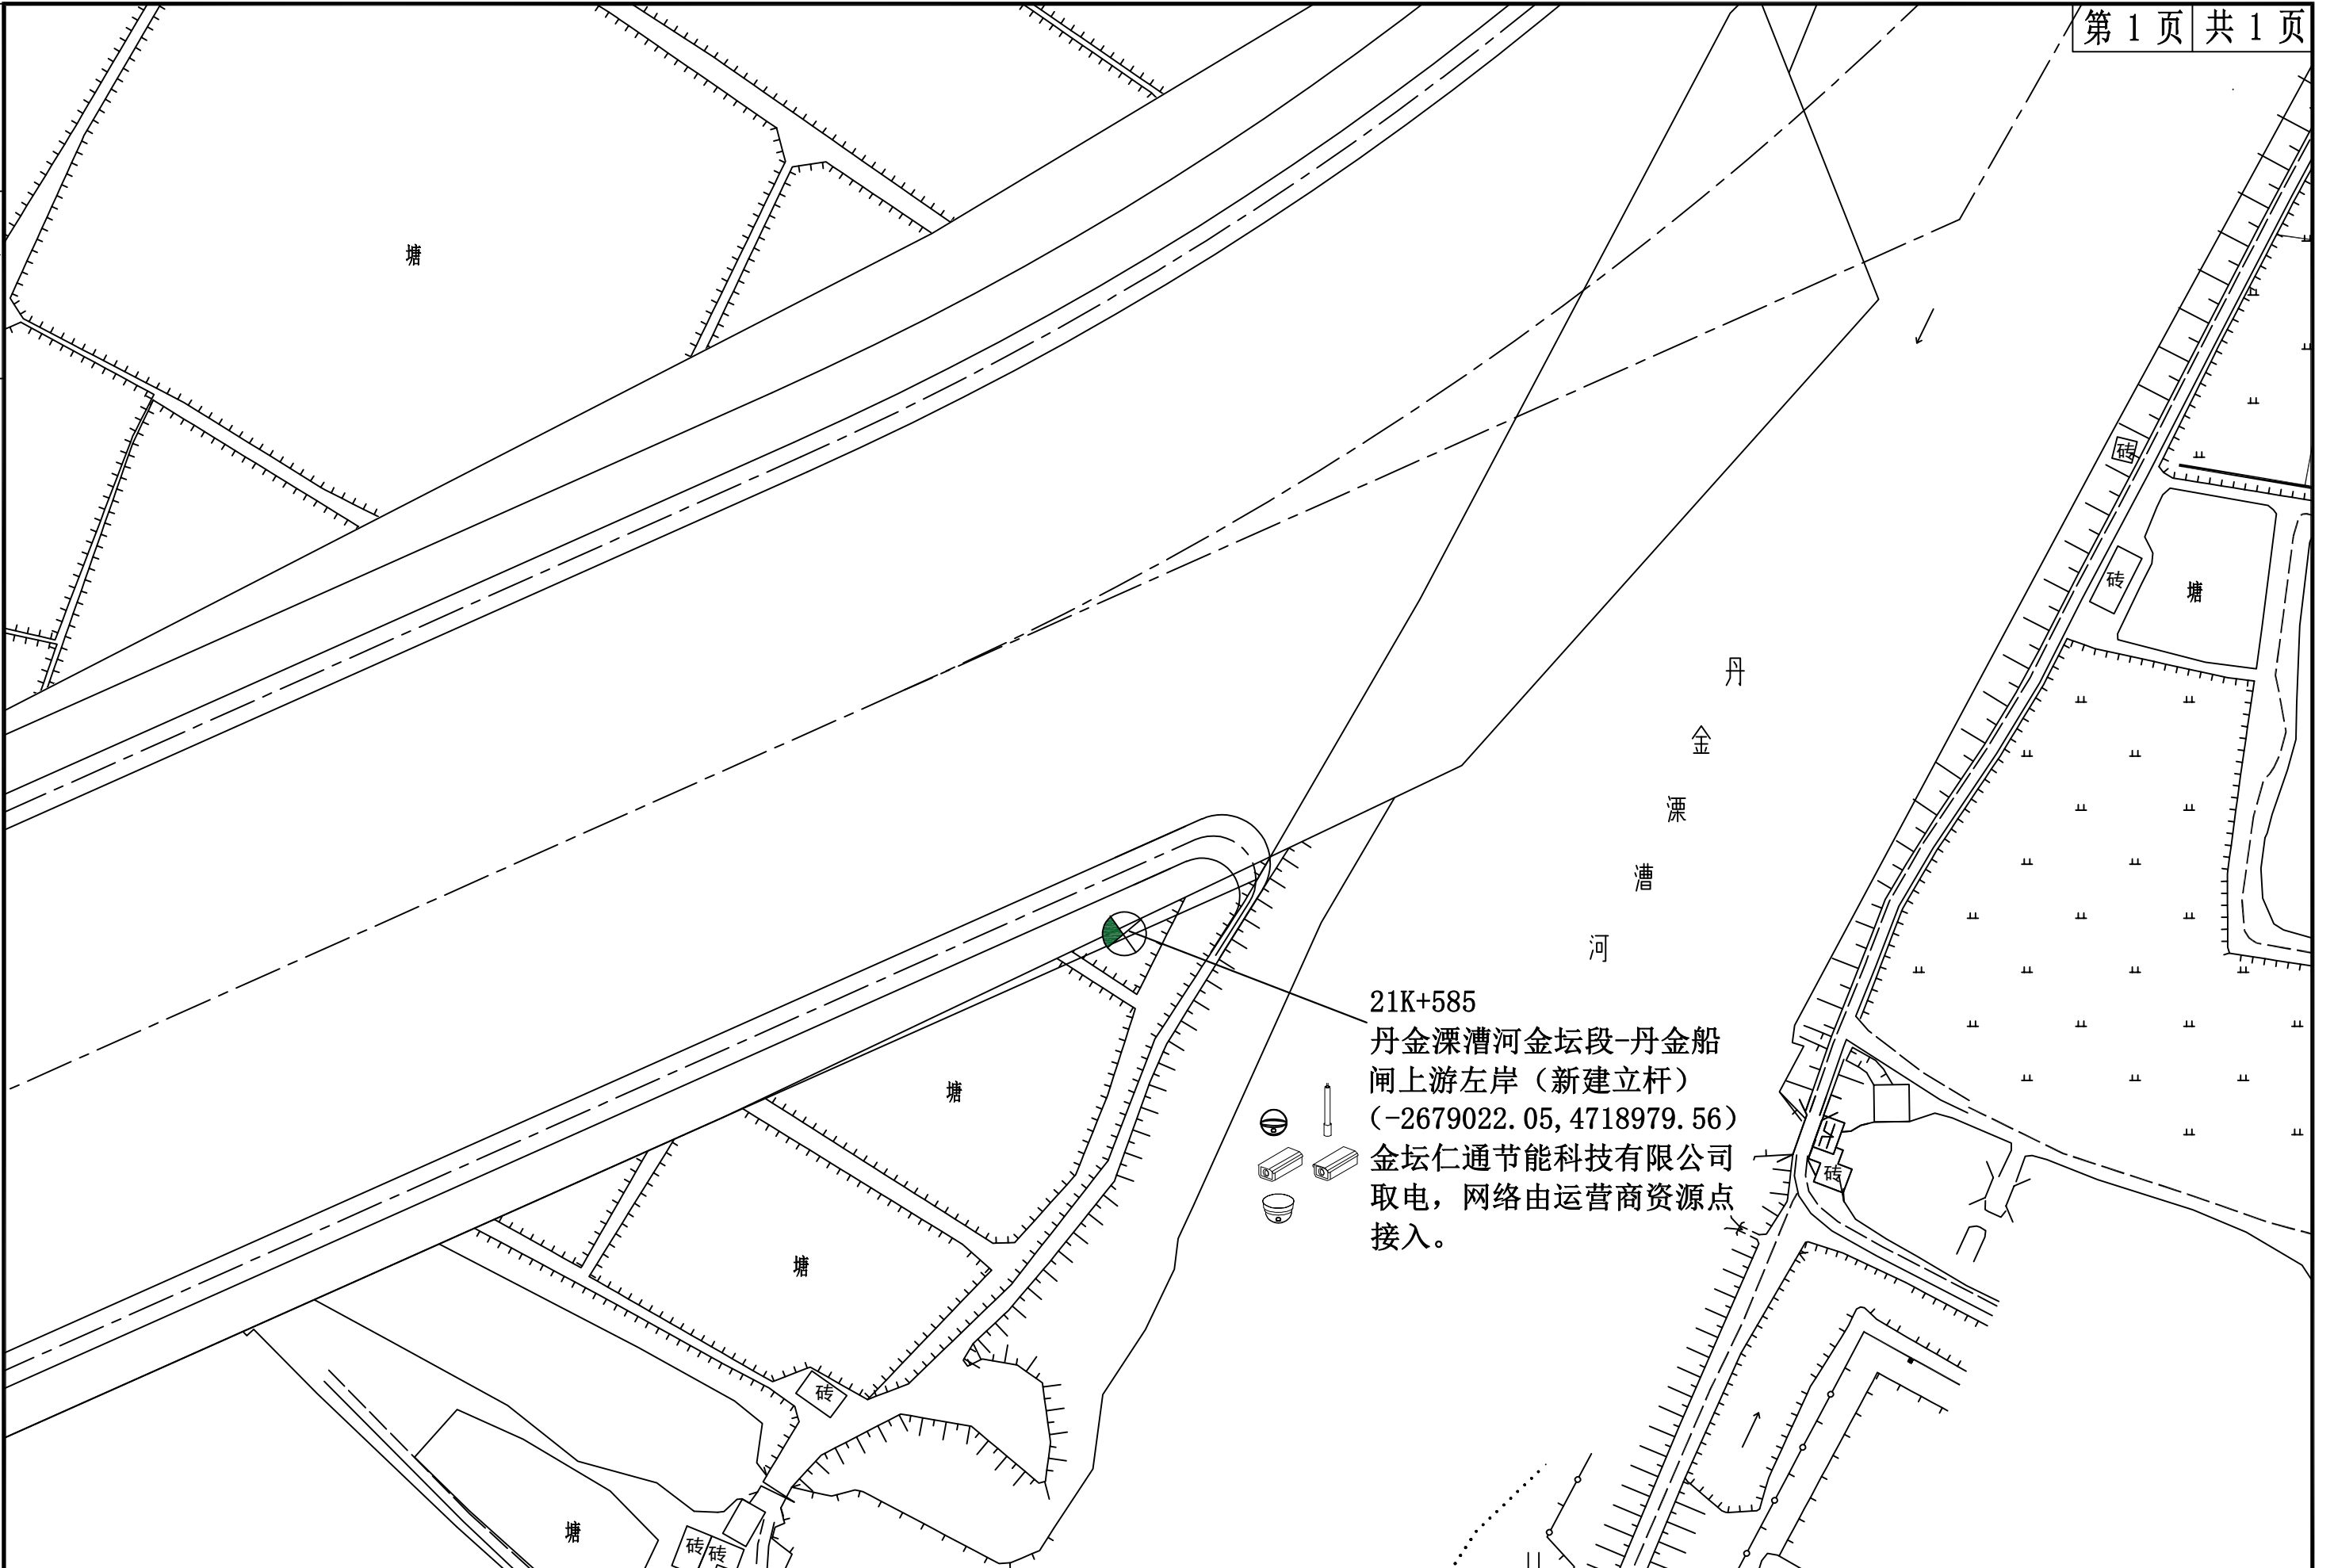 第 1 页 共 1 页
塘
砖
砖
塘
丹
金
溧
漕
河
21K+585
丹金溧漕河金坛段-丹金船
闸上游左岸（新建立杆）
(-2679022.05,4718979.56)
金坛仁通节能科技有限公司
取电，网络由运营商资源点
接入。
塘
砖
塘
砖
塘
砖
砖